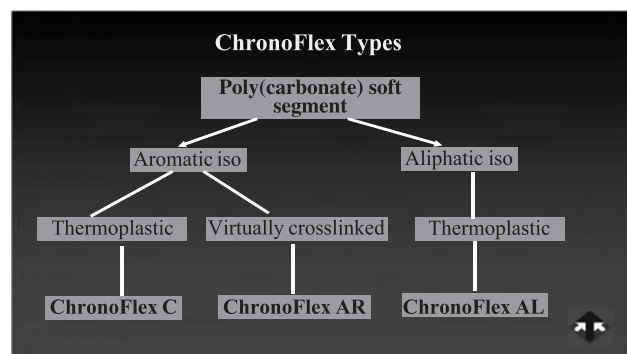 ChronoFlex Types
Poly(carbonate) soft
segment
Aromatic iso
Aliphatic iso
Thermoplastic
Virtually crosslinked
Thermoplastic
ChronoFlex C
ChronoFlex AR
ChronoFlex AL